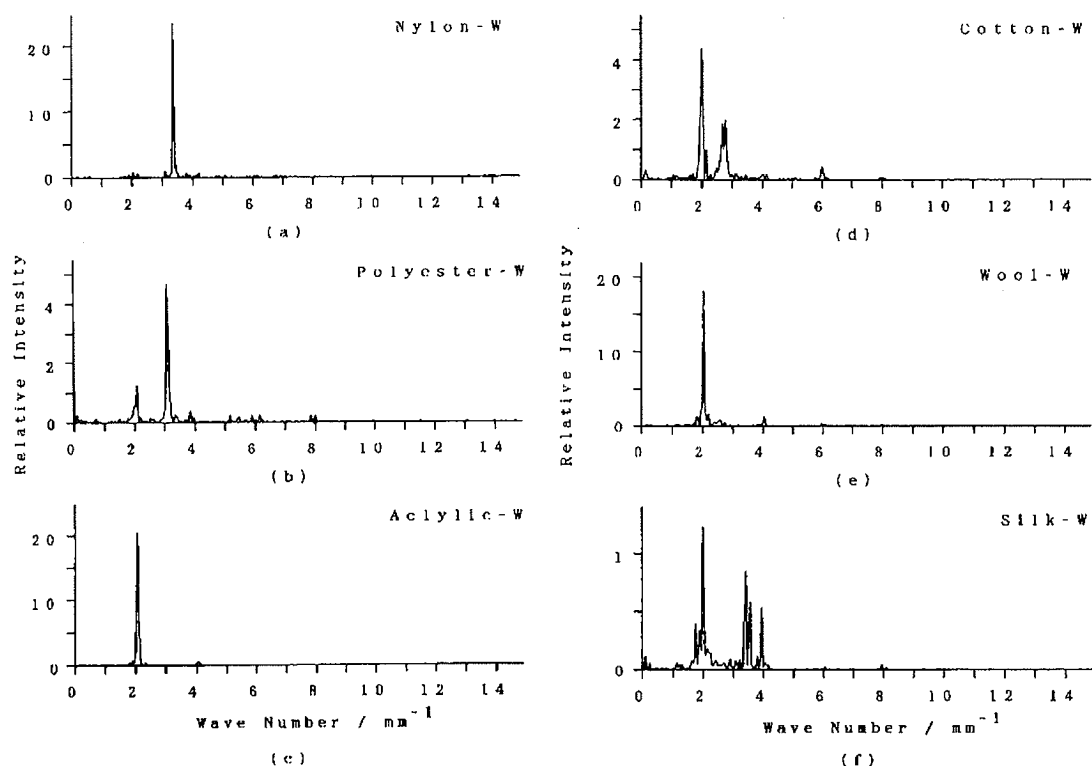 Nylon-W
20
10
0
0 2 4 6 8 10 12 14
(a)
Polyester-W
4
2
0
0 2 4 6 8 10 12 14
(b)
Aclylic-W
20
10
0
0 2 4 6 8 10 12 14
Wave Number / mm⁻¹
(c)
Relative Intensity
Cotton-W
4
2
0
0 2 4 6 8 10 12 14
(d)
Wool-W
20
10
0
0 2 4 6 8 10 12 14
(e)
Silk-W
1
0
0 2 4 6 8 10 12 14
Wave Number / mm⁻¹
(f)
Relative Intensity